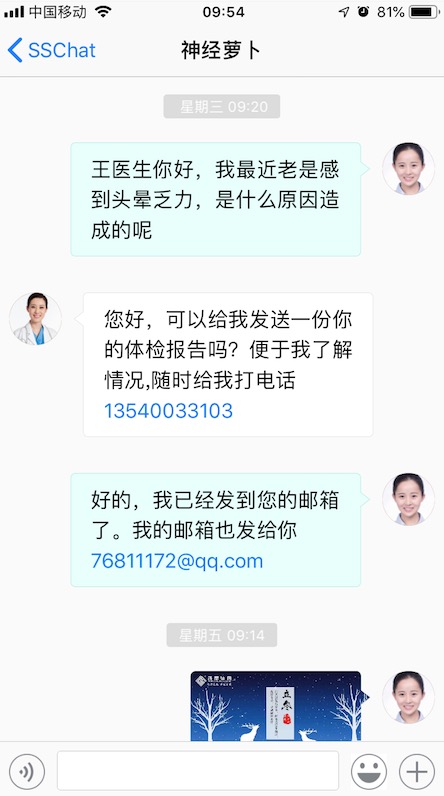 中国移动 09:54 81%
SSChat 神经萝卜
星期三 09:20
王医生你好，我最近老是感
到头晕乏力，是什么原因造
成的呢
您好，可以给我发送一份你
的体检报告吗？便于我了解
情况,随时给我打电话
13540033103
好的，我已经发到您的邮箱
了。我的邮箱也发给你
76811172@qq.com
星期五 09:14
立冬